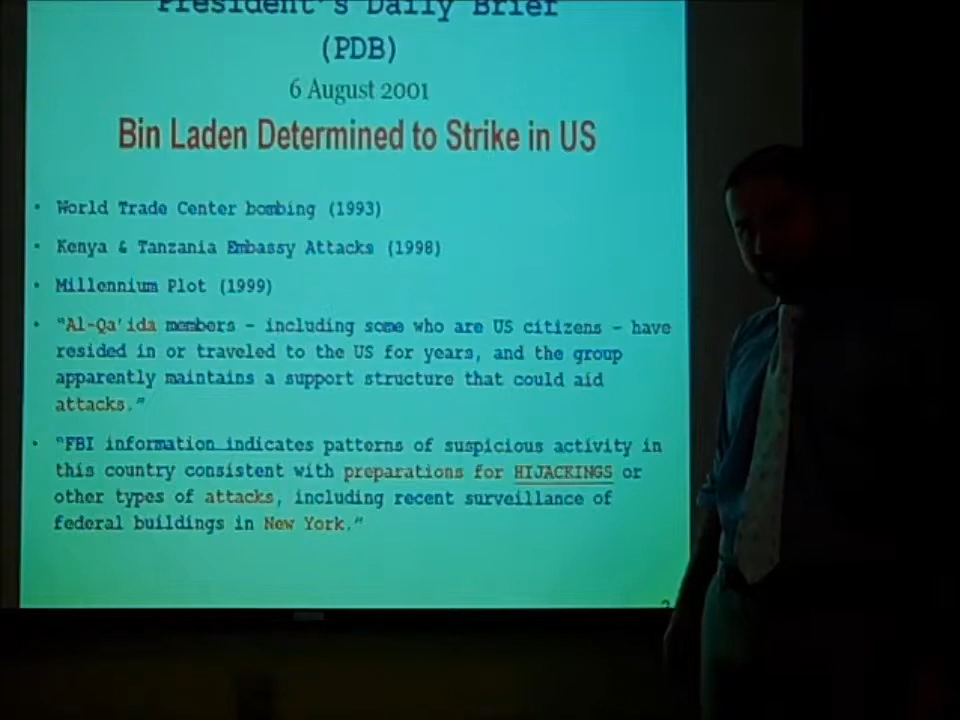 President's Daily Brief
(PDB)
6 August 2001
Bin Laden Determined to Strike in US
• World Trade Center bombing (1993)
• Kenya & Tanzania Embassy Attacks (1998)
• Millennium Plot (1999)
• "Al-Qa'ida members – including some who are US citizens – have
resided in or traveled to the US for years, and the group
apparently maintains a support structure that could aid
attacks."
• "FBI information indicates patterns of suspicious activity in
this country consistent with preparations for HIJACKINGS or
other types of attacks, including recent surveillance of
federal buildings in New York."